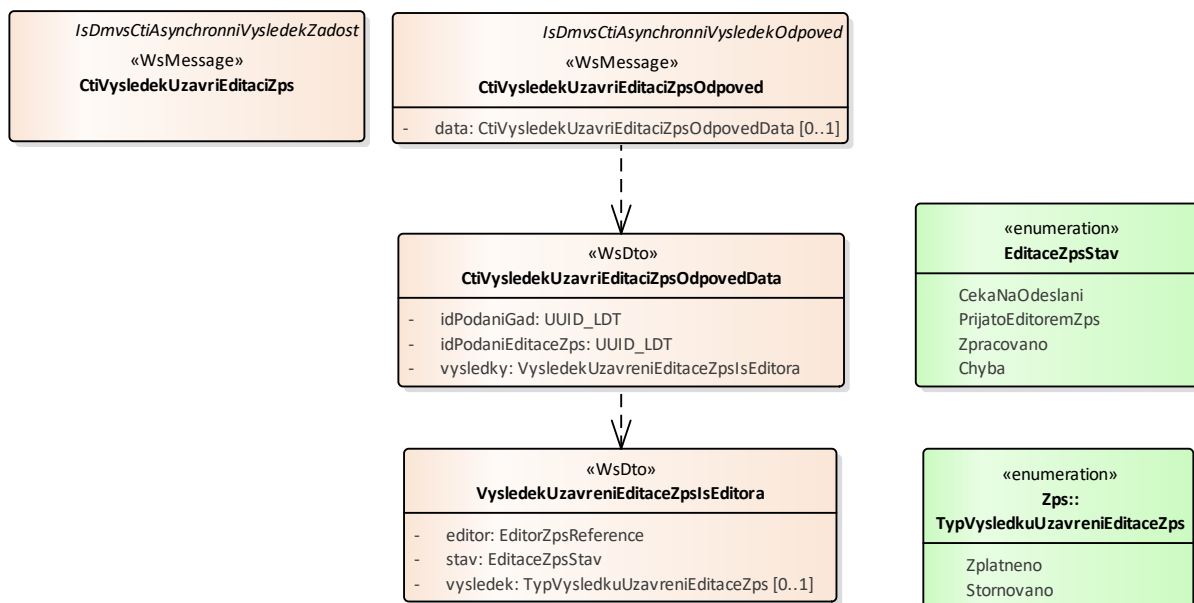 IsDmvsCtiAsynchronniVysledekZadost
«WsMessage»
CtiVysledekUzavriEditaciZps
IsDmvsCtiAsynchronniVysledekOdpoved
«WsMessage»
CtiVysledekUzavriEditaciZpsOdpoved
- data: CtiVysledekUzavriEditaciZpsOdpovedData [0..1]
«WsDto»
CtiVysledekUzavriEditaciZpsOdpovedData
- idPodaniGad: UUID_LDT
- idPodaniEditaceZps: UUID_LDT
- vysledky: VysledekUzavreniEditaceZpsIsEditora
«enumeration»
EditaceZpsStav
CekaNaOdeslani
PrijatoEditoremZps
Zpracovano
Chyba
«WsDto»
VysledekUzavreniEditaceZpsIsEditora
- editor: EditorZpsReference
- stav: EditaceZpsStav
- vysledek: TypVysledkuUzavreniEditaceZps [0..1]
«enumeration»
Zps::
TypVysledkuUzavreniEditaceZps
Zplatneno
Stornovano